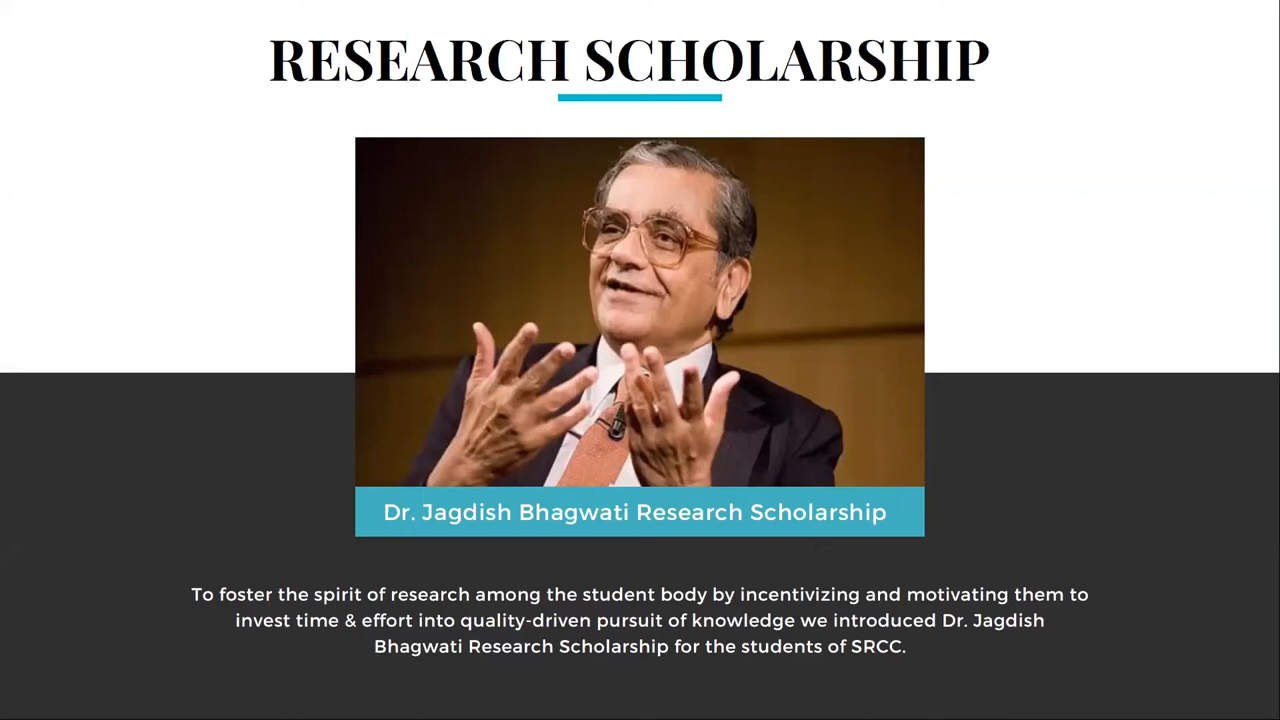 RESEARCH SCHOLARSHIP
Dr. Jagdish Bhagwati Research Scholarship
To foster the spirit of research among the student body by incentivizing and motivating them to
invest time & effort into quality-driven pursuit of knowledge we introduced Dr. Jagdish
Bhagwati Research Scholarship for the students of SRCC.